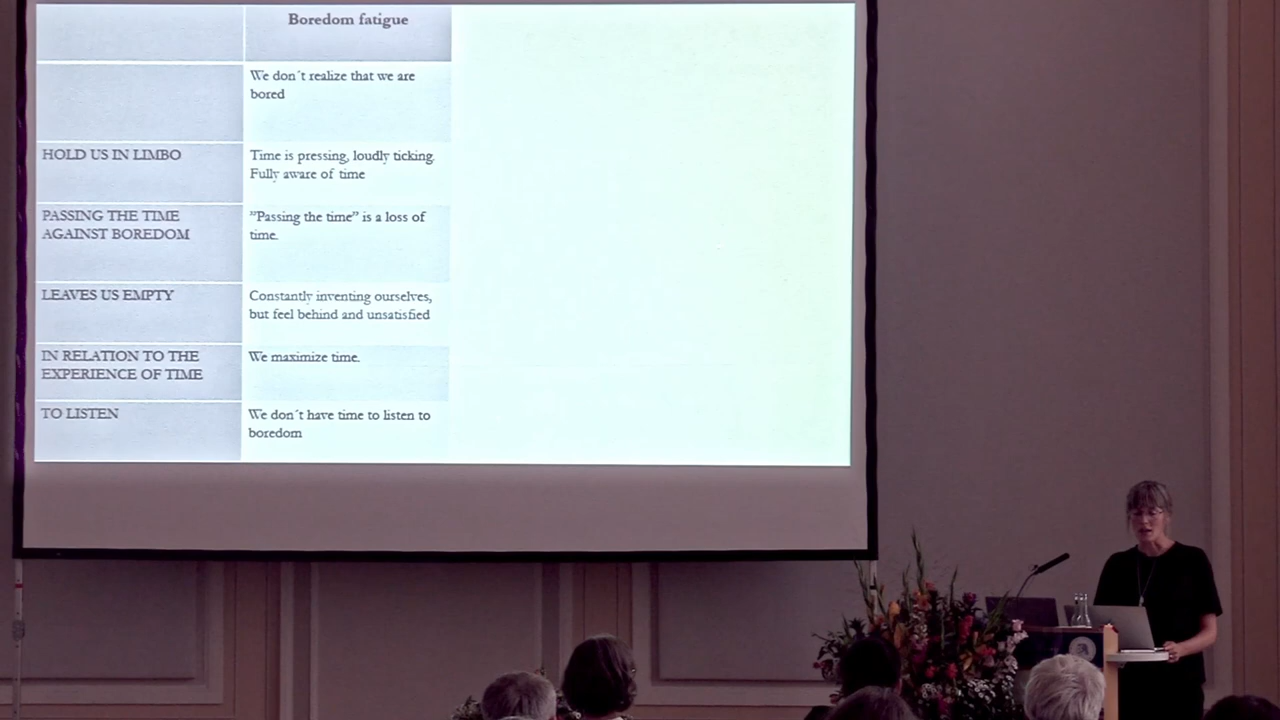 Boredom fatigue
We don´t realize that we are
bored
HOLD US IN LIMBO
Time is pressing, loudly ticking.
Fully aware of time
PASSING THE TIME
AGAINST BOREDOM
”Passing the time” is a loss of
time.
LEAVES US EMPTY
Constantly inventing ourselves,
but feel behind and unsatisfied
IN RELATION TO THE
EXPERIENCE OF TIME
We maximize time.
TO LISTEN
We don´t have time to listen to
boredom